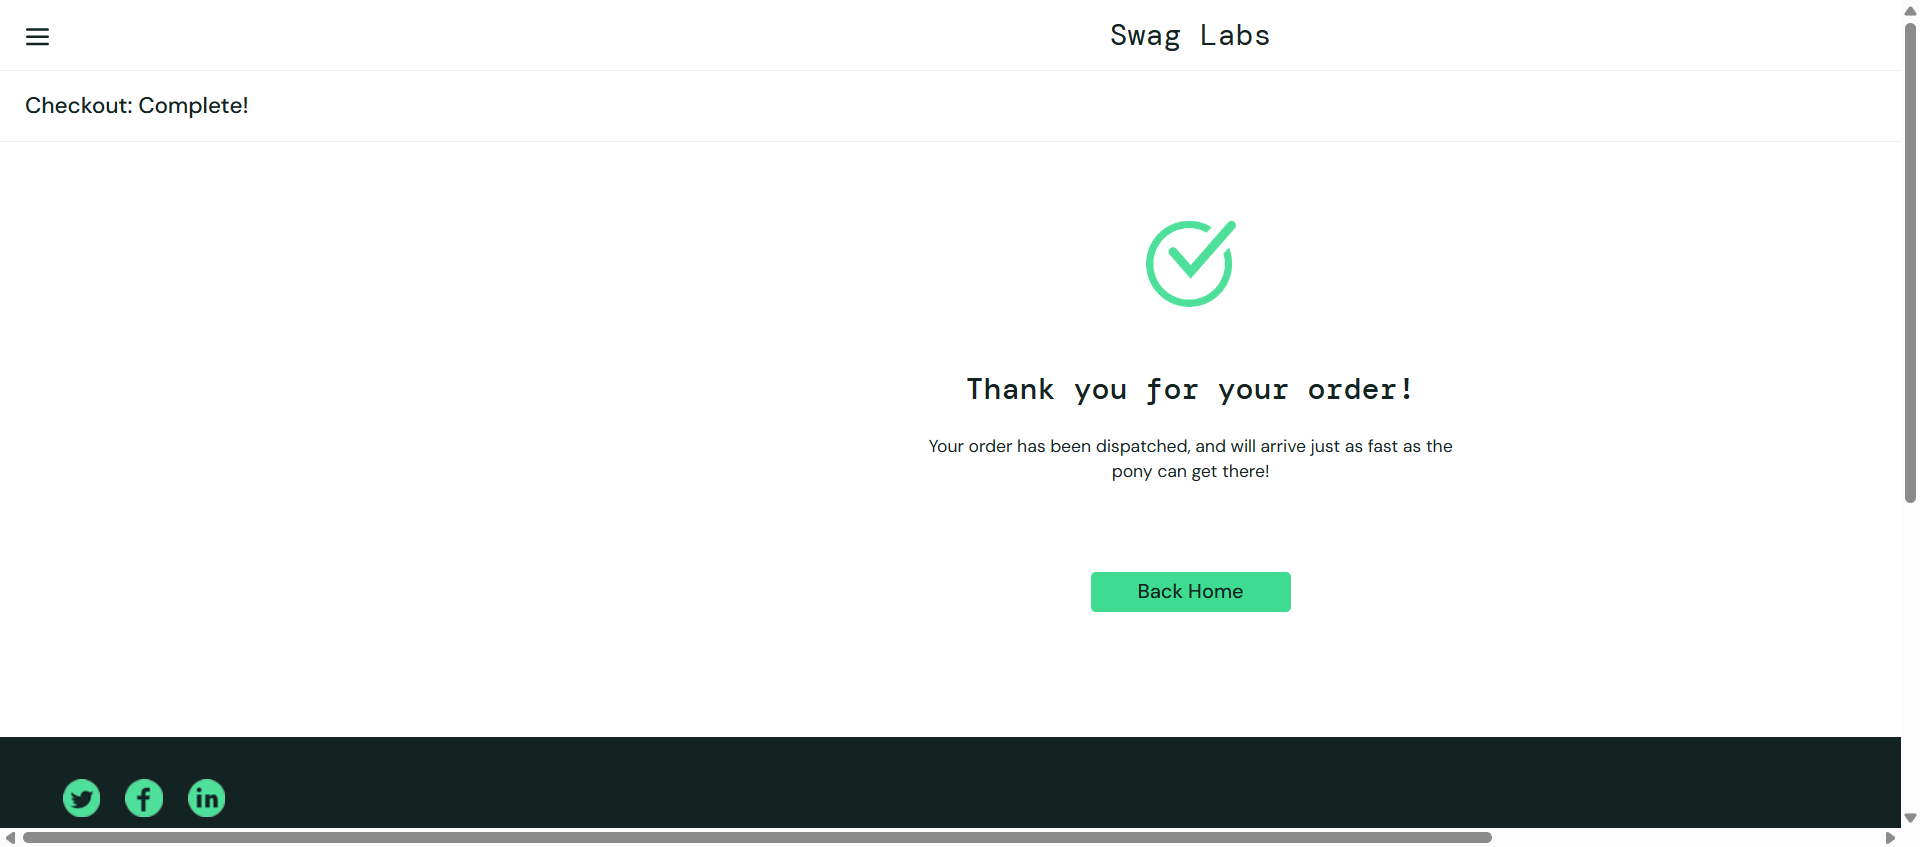 Swag Labs
Checkout: Complete!
Thank you for your order!
Your order has been dispatched, and will arrive just as fast as the
pony can get there!
Back Home